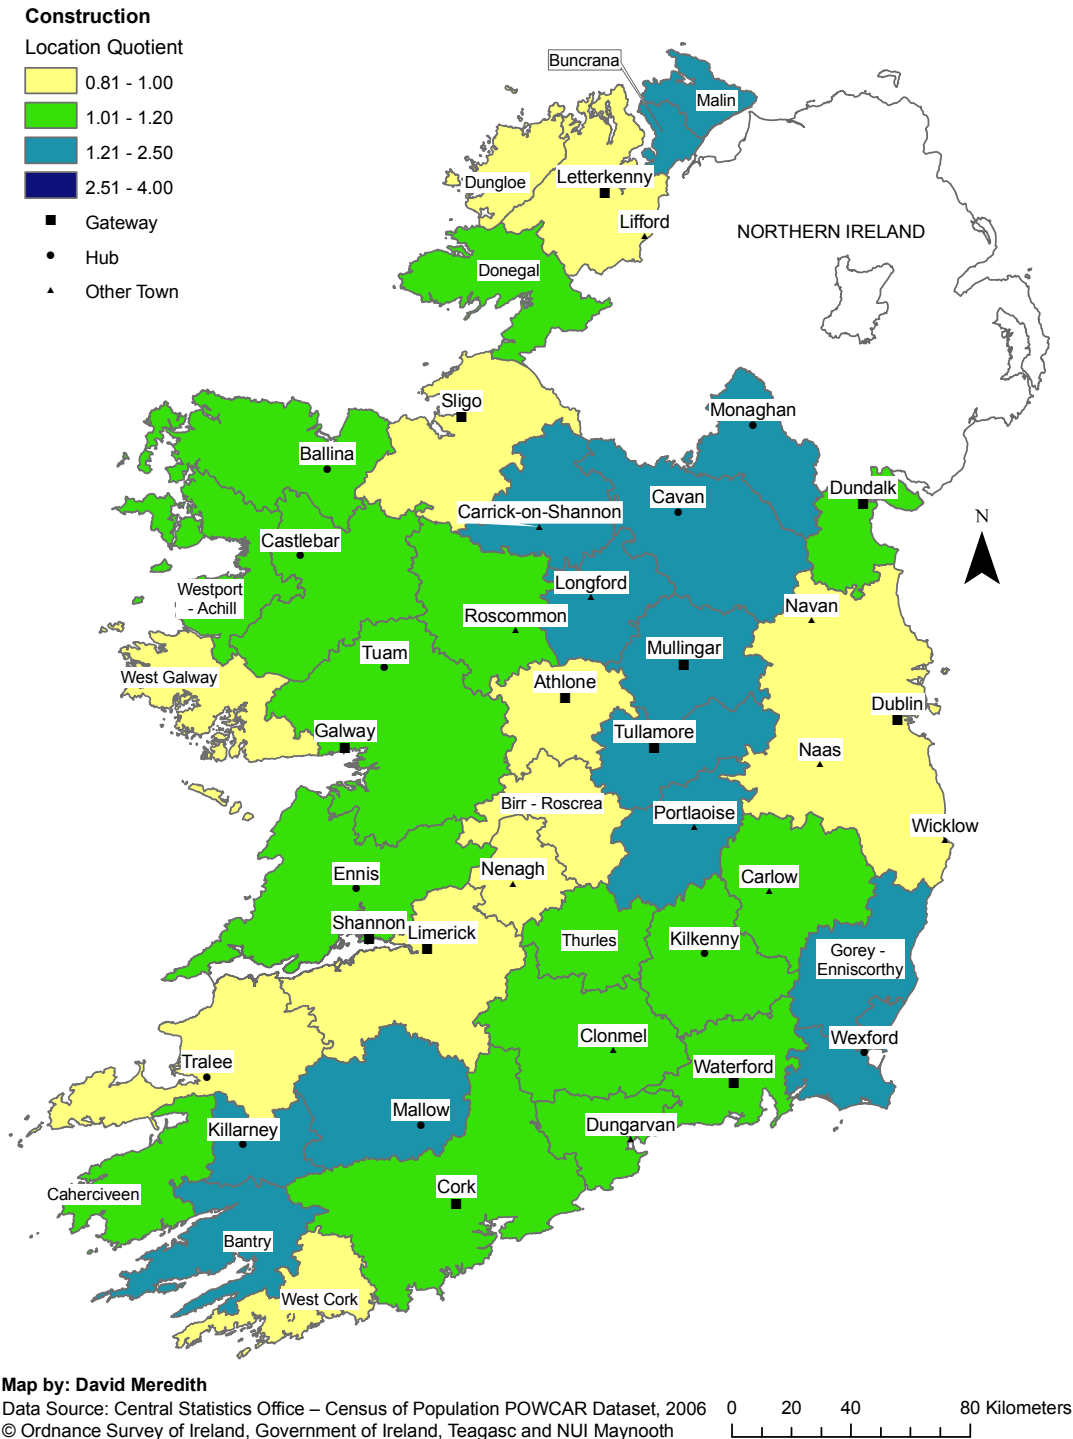 Construction
Location Quotient
0.81 - 1.00
1.01 - 1.20
1.21 - 2.50
2.51 - 4.00
Gateway
Hub
Other Town
Buncrana
Malin
Dungloe
Letterkenny
Lifford
NORTHERN IRELAND
Donegal
Sligo
Monaghan
Ballina
Cavan
Dundalk
Carrick-on-Shannon
N
Castlebar
Westport
- Achill
Longford
Navan
Roscommon
Tuam
Mullingar
West Galway
Athlone
Dublin
Galway
Tullamore
Naas
Birr - Roscrea
Portlaoise
Wicklow
Ennis
Nenagh
Carlow
Shannon
Limerick
Thurles
Kilkenny
Gorey -
Enniscorthy
Clonmel
Wexford
Tralee
Waterford
Mallow
Killarney
Dungarvan
Caherciveen
Cork
Bantry
West Cork
Map by: David Meredith
Data Source: Central Statistics Office – Census of Population POWCAR Dataset, 2006
© Ordnance Survey of Ireland, Government of Ireland, Teagasc and NUI Maynooth
0 20 40 80 Kilometers